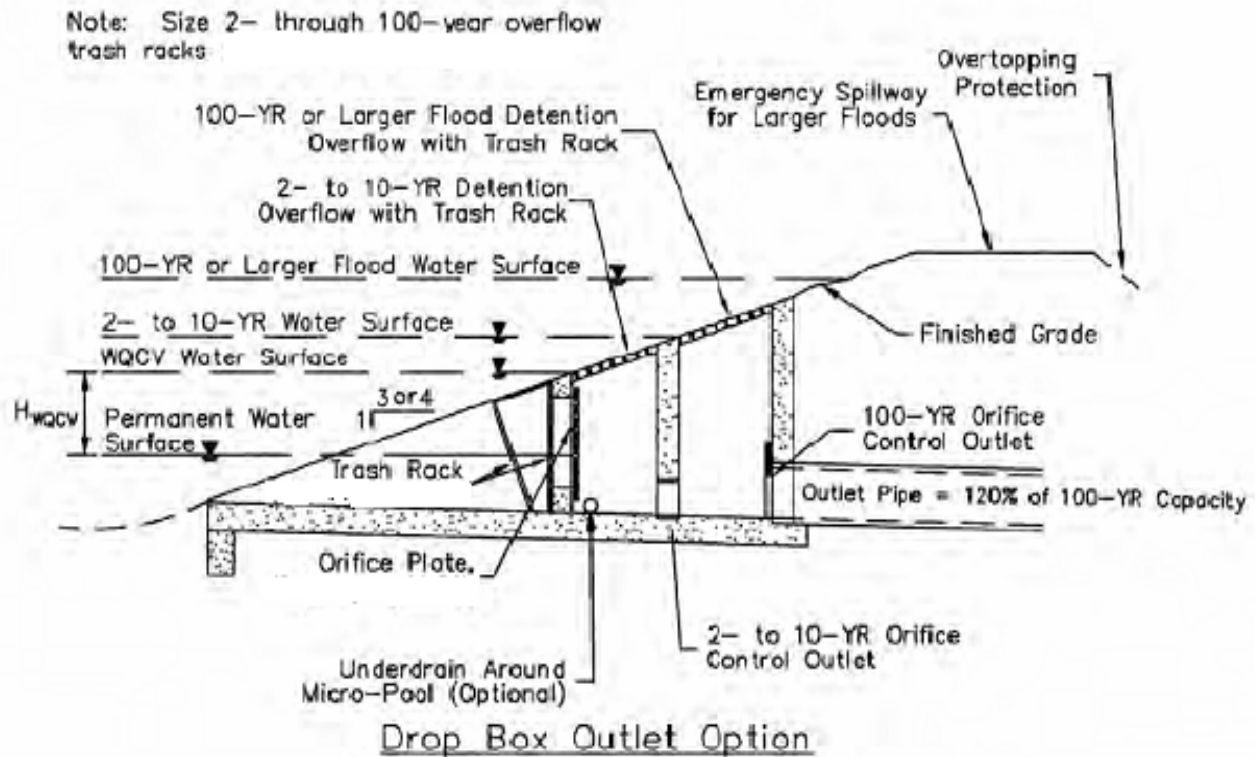 Note: Size 2- through 100-year overflow
trash racks
Overtopping
Protection
Emergency Spillway
for Larger Floods
100-YR or Larger Flood Detention
Overflow with Trash Rack
2- to 10-YR Detention
Overflow with Trash Rack
100-YR or Larger Flood Water Surface
2- to 10-YR Water Surface
WQCV Water Surface
Finished Grade
HWQCV
Permanent Water
Surface
1
3 or 4
100-YR Orifice
Control Outlet
Trash Rack
Outlet Pipe = 120% of 100-YR Capacity
Orifice Plate.
2- to 10-YR Orifice
Control Outlet
Underdrain Around
Micro-Pool (Optional)
Drop Box Outlet Option